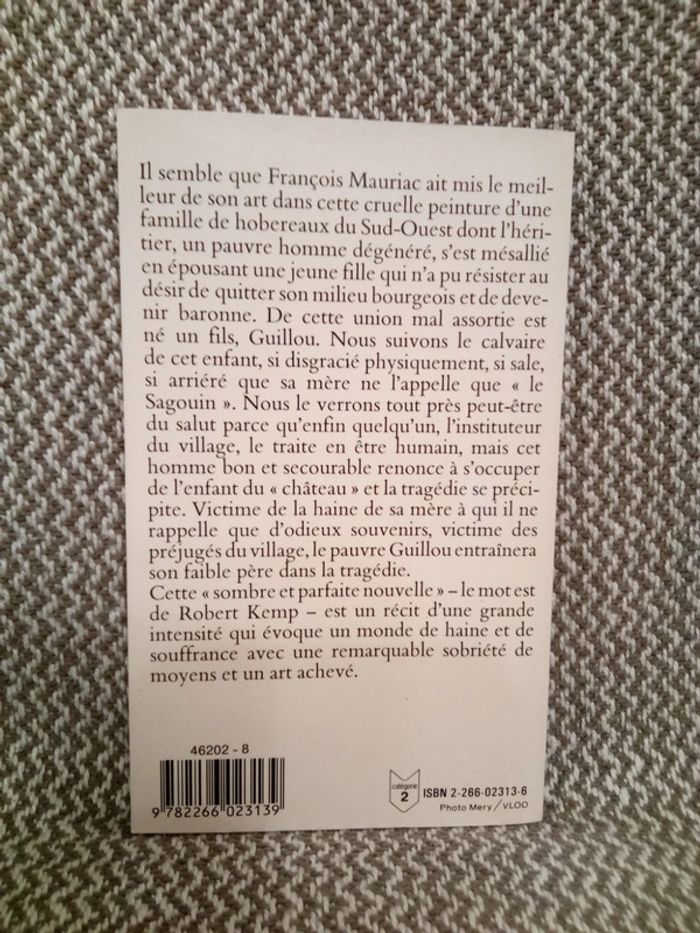 Il semble que François Mauriac ait mis le meil-
leur de son art dans cette cruelle peinture d'une
famille de hobereaux du Sud-Ouest dont l'héri-
tier, un pauvre homme dégénéré, s'est mésallié
en épousant une jeune fille qui n'a pu résister au
désir de quitter son milieu bourgeois et de deve-
nir baronne. De cette union mal assortie est
né un fils, Guillou. Nous suivons le calvaire
de cet enfant, si disgracié physiquement, si sale,
si arriéré que sa mère ne l'appelle que « le
Sagouin ». Nous le verrons tout près peut-être
du salut parce qu'enfin quelqu'un, l'instituteur
du village, le traite en être humain, mais cet
homme bon et secourable renonce à s'occuper
de l'enfant du « château » et la tragédie se préci-
pite. Victime de la haine de sa mère à qui il ne
rappelle que d'odieux souvenirs, victime des
préjugés du village, le pauvre Guillou entraînera
son faible père dans la tragédie.
Cette « sombre et parfaite nouvelle » – le mot est
de Robert Kemp – est un récit d'une grande
intensité qui évoque un monde de haine et de
souffrance avec une remarquable sobriété de
moyens et un art achevé.
46202 - 8
9 782266 023139
catégorie
2
ISBN 2-266-02313-6
Photo Mery / VLOO